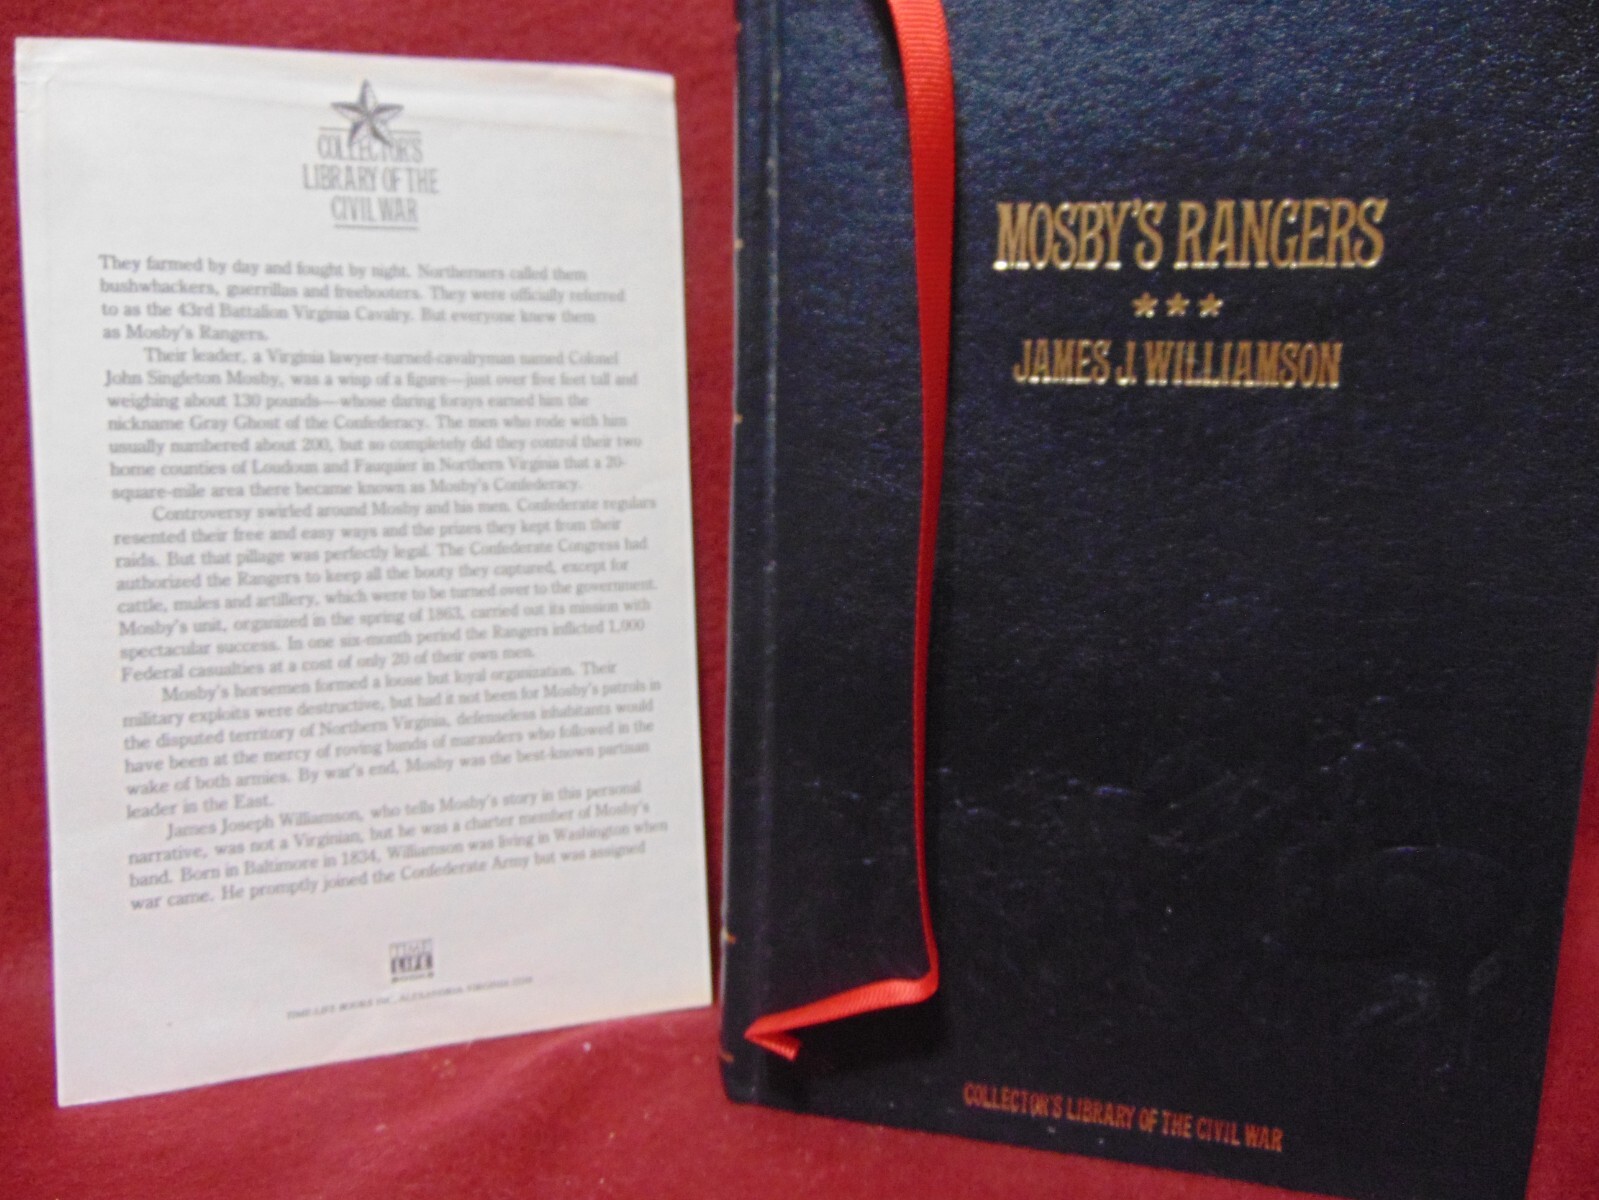 COLLECTOR'S
LIBRARY OF THE
CIVIL WAR
They farmed by day and fought by night. Northerners called them
bushwhackers, guerrillas and freebooters. They were officially referred
to as the 43rd Battalion Virginia Cavalry. But everyone knew them
as Mosby's Rangers.
Their leader, a Virginia lawyer-turned-cavalryman named Colonel
John Singleton Mosby, was a wisp of a figure—just over five feet tall and
weighing about 130 pounds—whose daring forays earned him the
nickname Gray Ghost of the Confederacy. The men who rode with him
usually numbered about 200, but so completely did they control their two
home counties of Loudoun and Fauquier in Northern Virginia that a 20-
square-mile area there became known as Mosby's Confederacy.
Controversy swirled around Mosby and his men. Confederate regulars
resented their free and easy ways and the prizes they kept from their
raids. But that pillage was perfectly legal. The Confederate Congress had
authorized the Rangers to keep all the booty they captured, except for
cattle, mules and artillery, which were to be turned over to the government.
Mosby's unit, organized in the spring of 1863, carried out its mission with
spectacular success. In one six-month period the Rangers inflicted 1,000
Federal casualties at a cost of only 20 of their own men.
Mosby's horsemen formed a loose but loyal organization. Their
military exploits were destructive, but had it not been for Mosby's patrols in
the disputed territory of Northern Virginia, defenseless inhabitants would
have been at the mercy of roving bands of marauders who followed in the
wake of both armies. By war's end, Mosby was the best-known partisan
leader in the East.
James Joseph Williamson, who tells Mosby's story in this personal
narrative, was not a Virginian, but he was a charter member of Mosby's
band. Born in Baltimore in 1834, Williamson was living in Washington when
war came. He promptly joined the Confederate Army but was assigned
TIME
LIFE
BOOKS
TIME-LIFE BOOKS INC., ALEXANDRIA, VIRGINIA
MOSBY'S RANGERS
★★★
JAMES J. WILLIAMSON
COLLECTOR'S LIBRARY OF THE CIVIL WAR